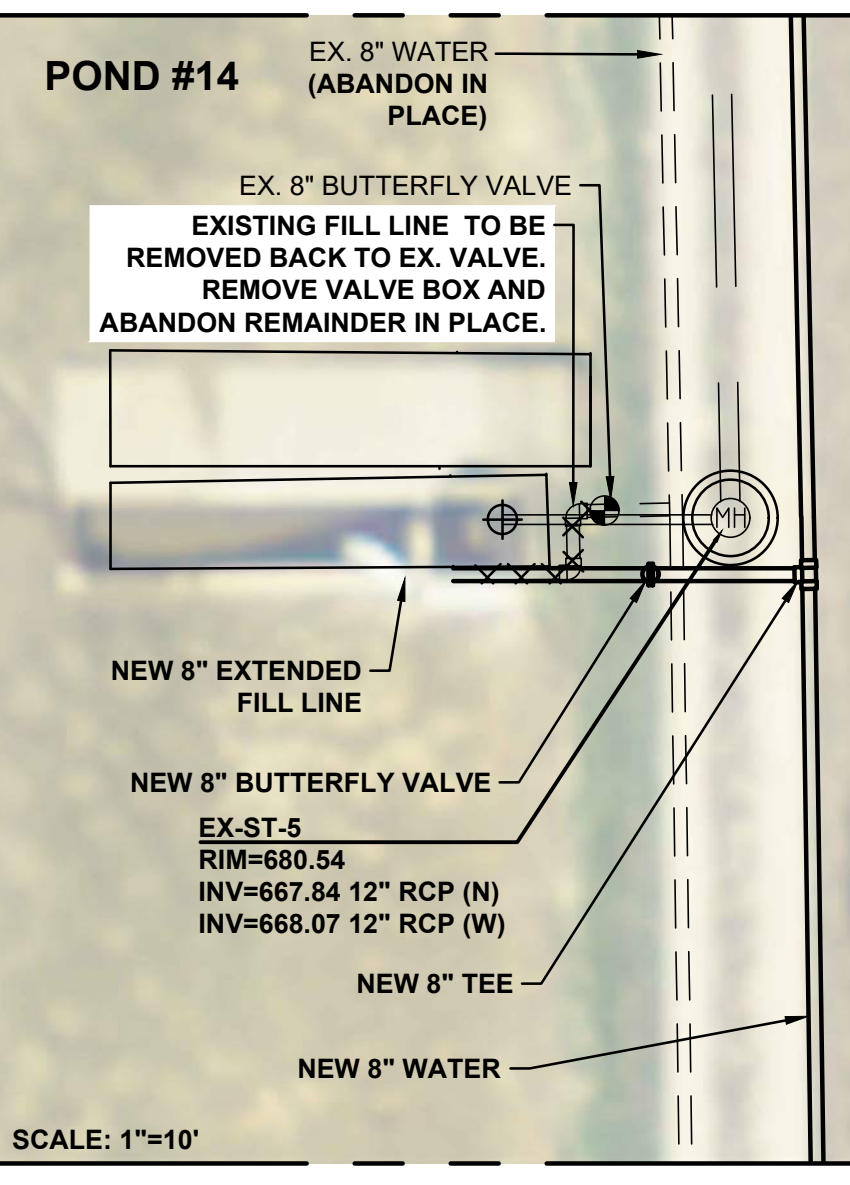 POND #14
EX. 8" WATER
(ABANDON IN
PLACE)
EX. 8" BUTTERFLY VALVE
EXISTING FILL LINE TO BE
REMOVED BACK TO EX. VALVE.
REMOVE VALVE BOX AND
ABANDON REMAINDER IN PLACE.
MH
NEW 8" EXTENDED
FILL LINE
NEW 8" BUTTERFLY VALVE
EX-ST-5
RIM=680.54
INV=667.84 12" RCP (N)
INV=668.07 12" RCP (W)
NEW 8" TEE
NEW 8" WATER
SCALE: 1"=10'